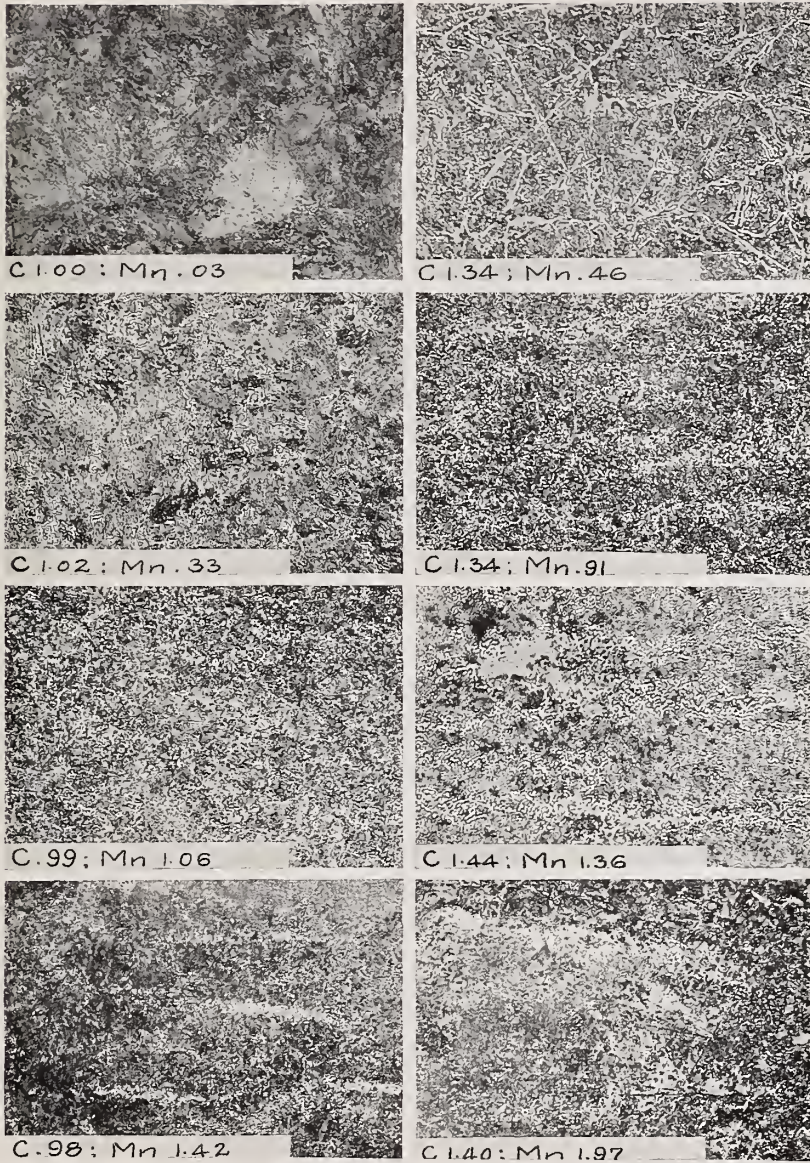 C 1.00 : Mn .03
C 1.34 ; Mn .46
C 1.02 : Mn .33
C 1.34 ; Mn .91
C .99 ; Mn 1.06
C 1.44 : Mn 1.36
C .98 ; Mn 1.42
C 1.40 ; Mn 1.97